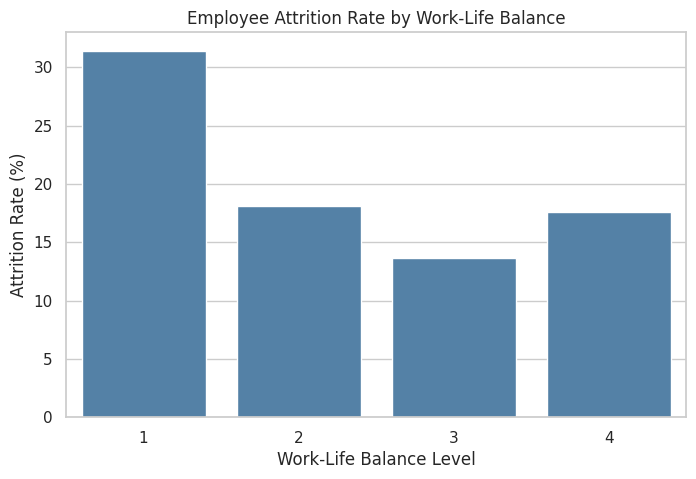 Employee Attrition Rate by Work-Life Balance
30
25
20
15
10
5
0
Attrition Rate (%)
1 2 3 4
Work-Life Balance Level